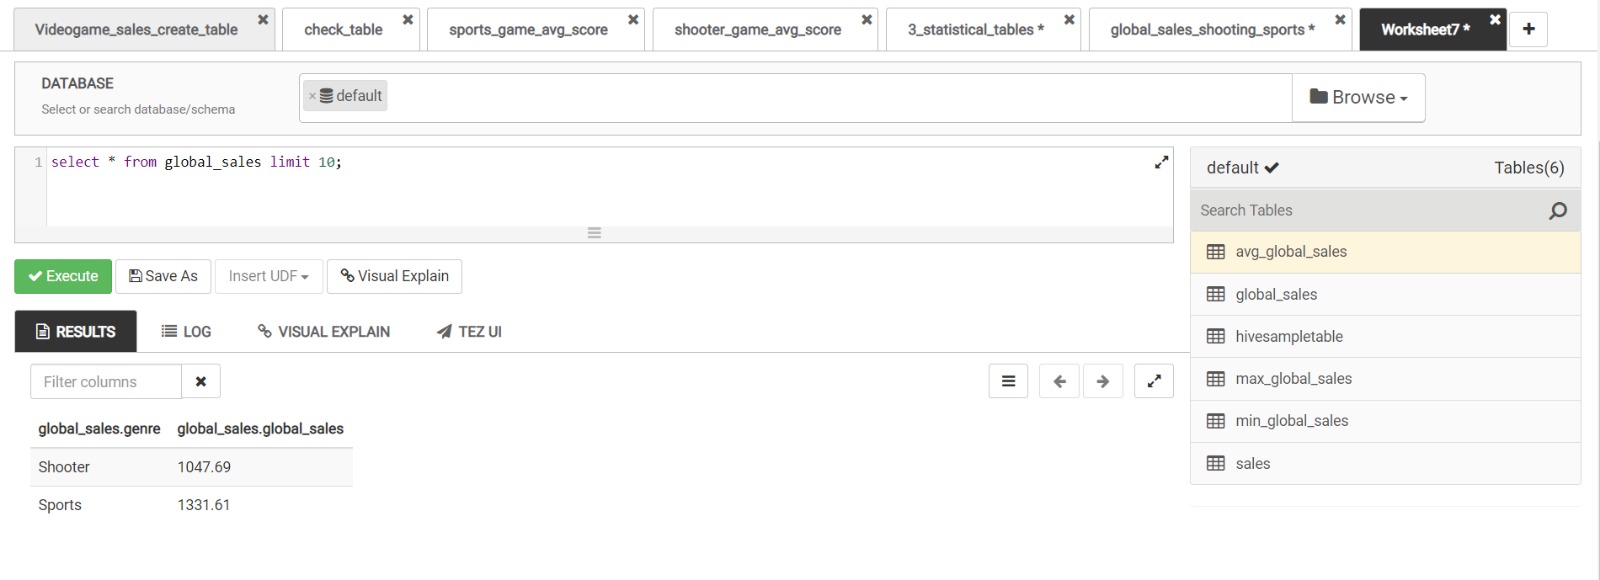 Videogame_sales_create_table check_table sports_game_avg_score shooter_game_avg_score 3_statistical_tables * global_sales_shooting_sports * Worksheet7 *
DATABASE
Select or search database/schema
× default
Browse
1 select * from global_sales limit 10;
Execute Save As Insert UDF Visual Explain
RESULTS LOG VISUAL EXPLAIN TEZ UI
Filter columns
global_sales.genre global_sales.global_sales
Shooter 1047.69
Sports 1331.61
default Tables(6)
Search Tables
avg_global_sales
global_sales
hivesampletable
max_global_sales
min_global_sales
sales